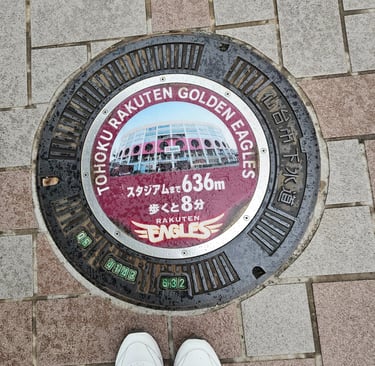 TOHOKU RAKUTEN GOLDEN EAGLES
スタジアムまで636m
歩くと8分
RAKUTEN
EAGLES
仙台市下水道